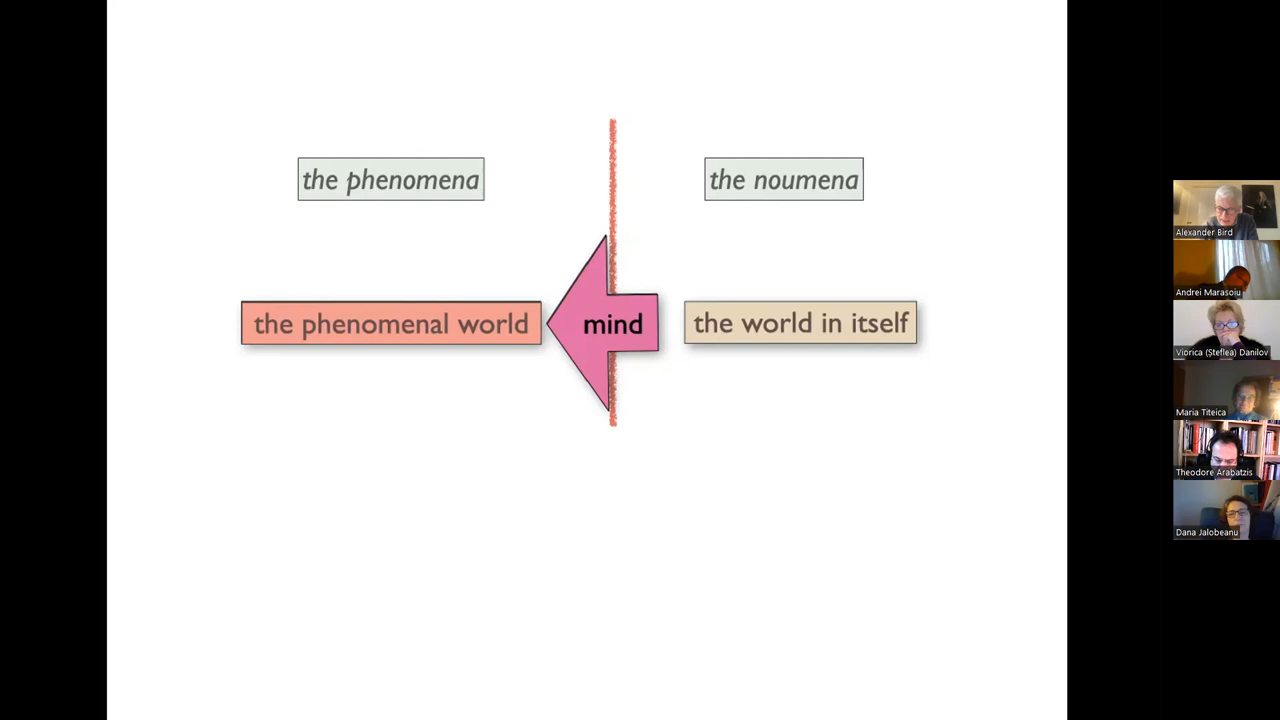 the phenomena
the noumena
the phenomenal world
mind
the world in itself
Alexander Bird
Andrei Marasoiu
Viorica (Șteflea) Danilov
Maria Titeica
Theodore Arabatzis
Dana Jalobeanu